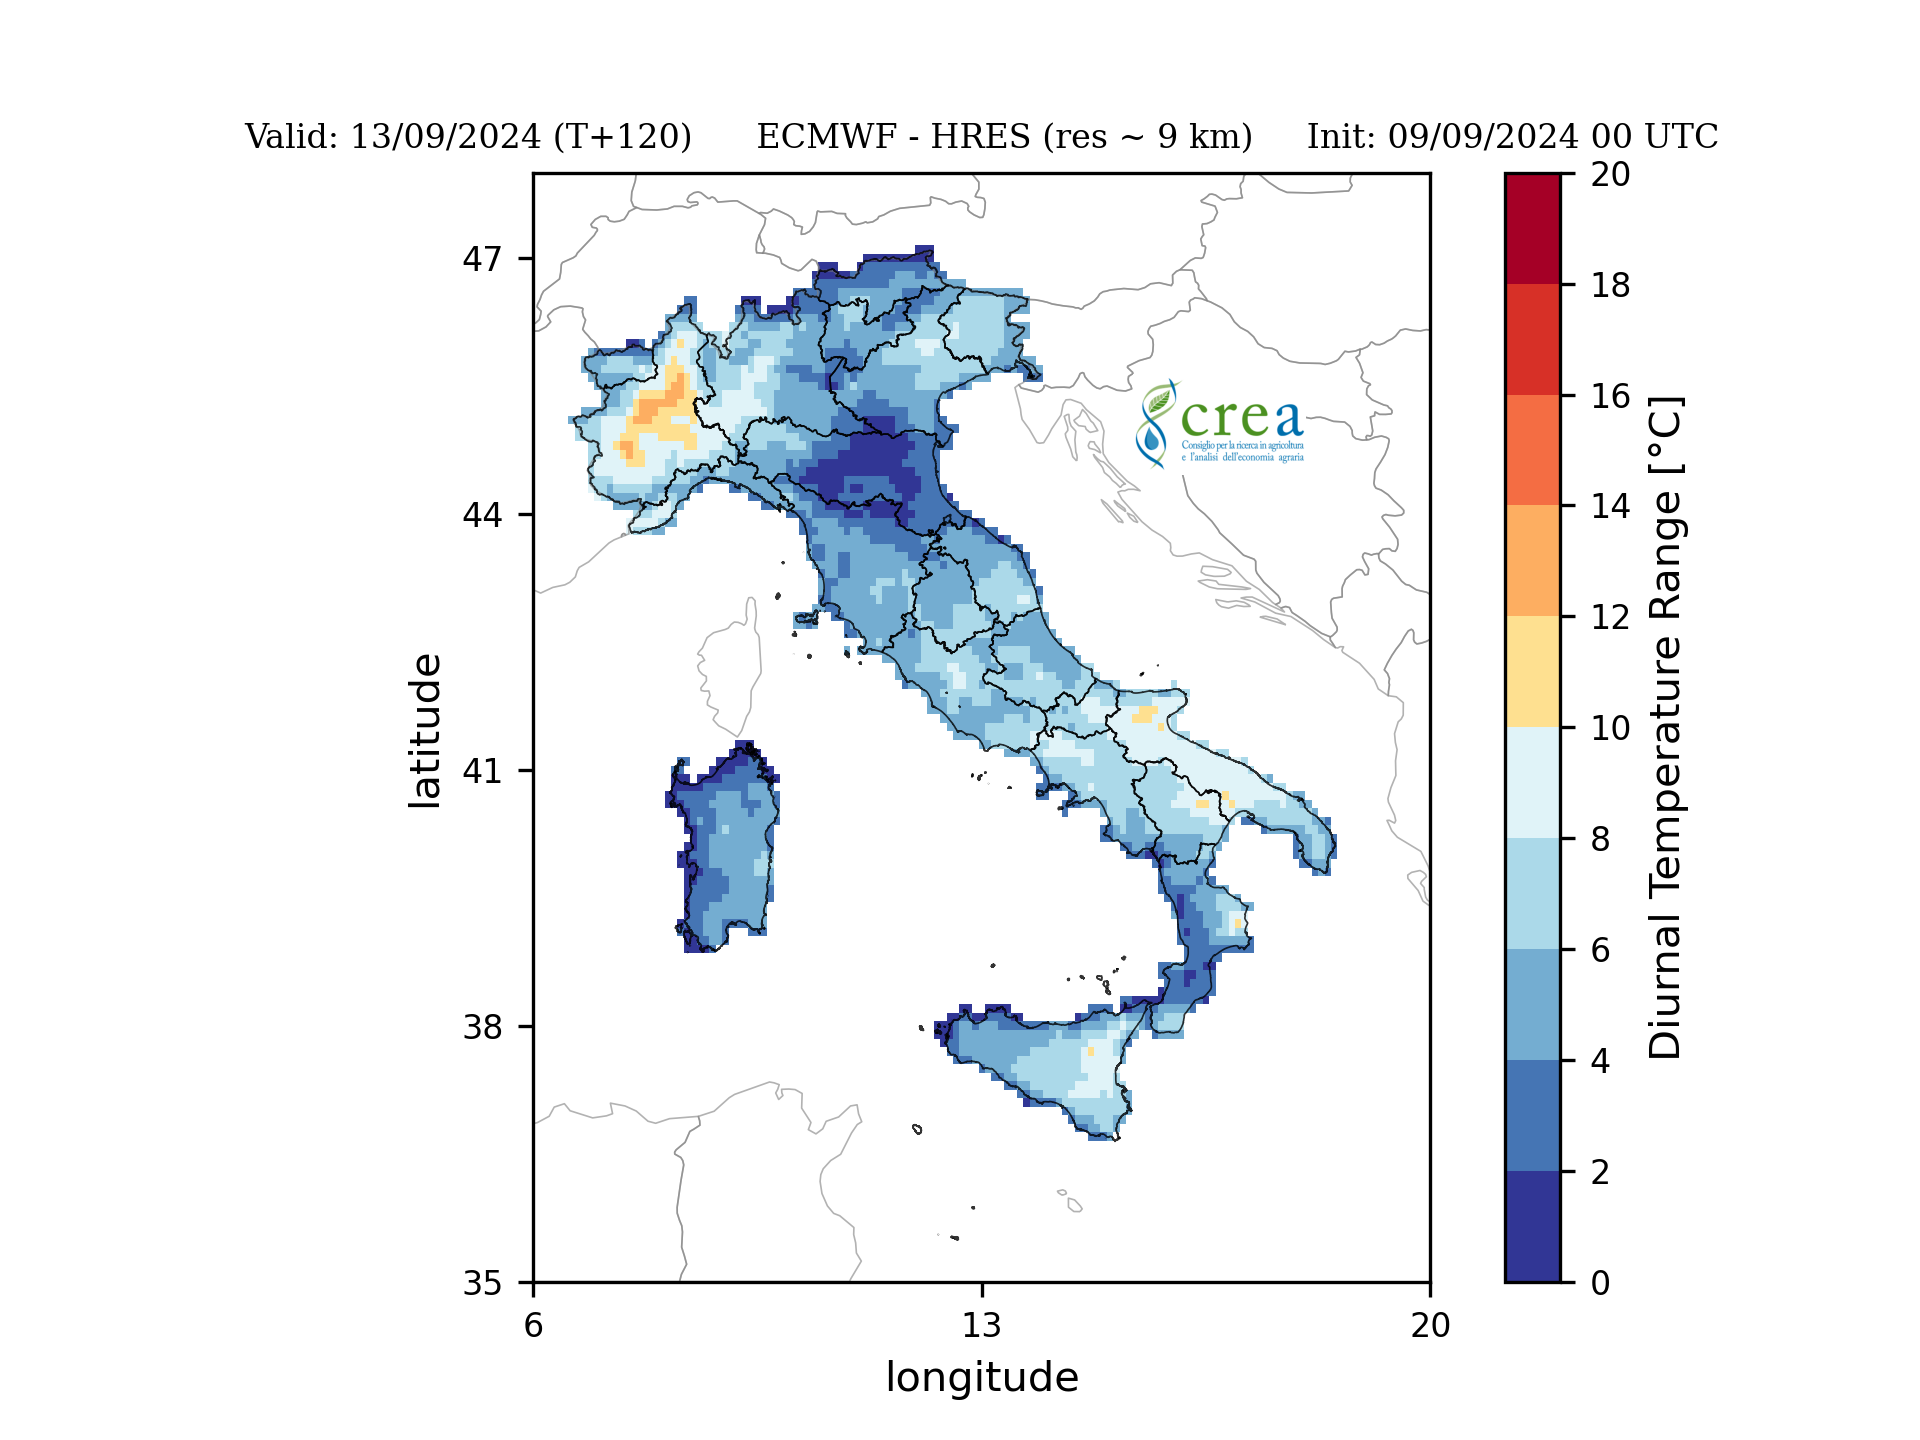 Valid: 13/09/2024 (T+120) ECMWF - HRES (res ~ 9 km) Init: 09/09/2024 00 UTC
20
18
16
14
12
10
8
6
4
2
0
Diurnal Temperature Range [°C]
47
44
41
38
35
latitude
6 13 20
longitude
crea
Consiglio per la ricerca in agricoltura
e l'analisi dell'economia agraria